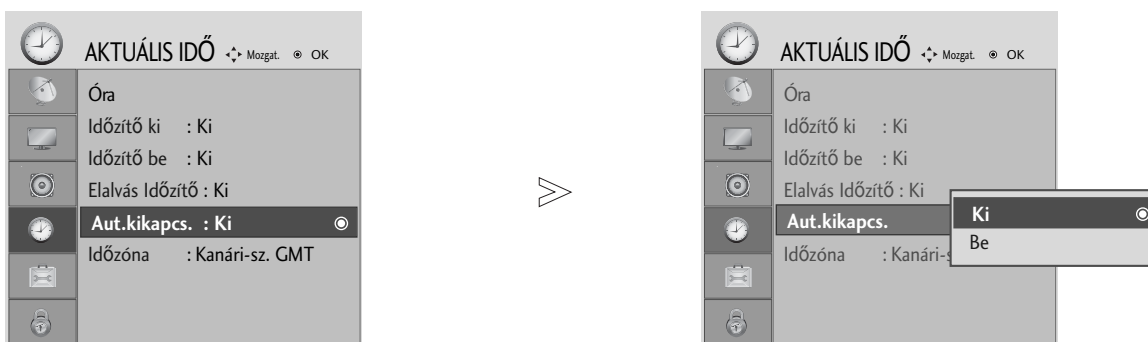 AKTUÁLIS IDŐ Mozgat. OK
Óra
Időzítő ki : Ki
Időzítő be : Ki
Elalvás Időzítő : Ki
Aut.kikapcs. : Ki
Időzóna : Kanári-sz. GMT
AKTUÁLIS IDŐ Mozgat. OK
Óra
Időzítő ki : Ki
Időzítő be : Ki
Elalvás Időzítő : Ki
Aut.kikapcs.
Ki
Be
Időzóna : Kanári-s